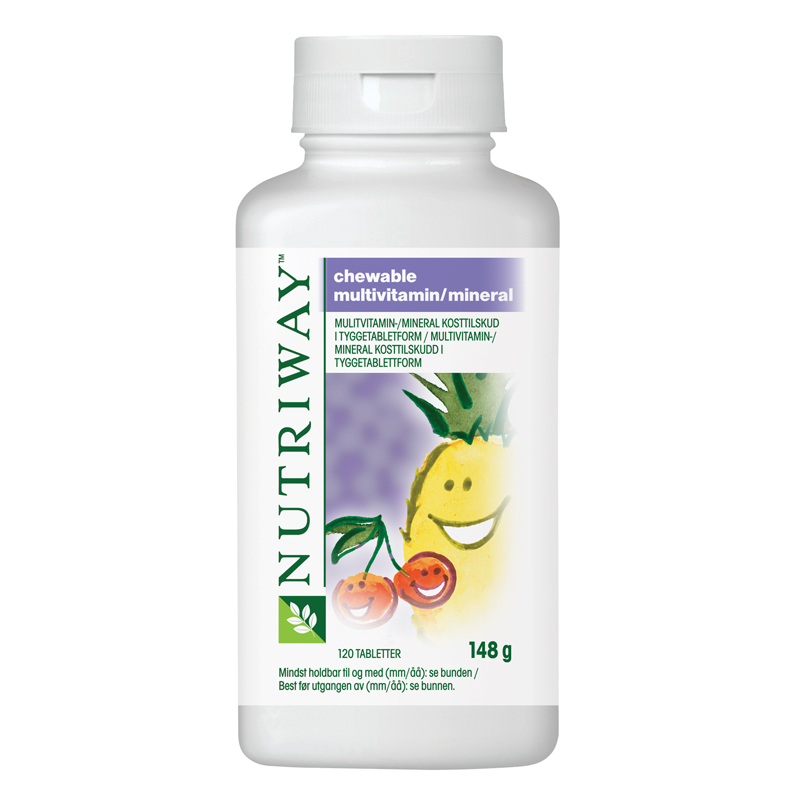 NUTRIWAY™
chewable
multivitamin/mineral
MULITVITAMIN-/MINERAL KOSTTILSKUD
I TYGGETABLETFORM / MULTIVITAMIN-/
MINERAL KOSTTILSKUDD I
TYGGETABLETTFORM
120 TABLETTER
148 g
Mindst holdbar til og med (mm/åå): se bunden /
Best før utgangen av (mm/åå): se bunnen.